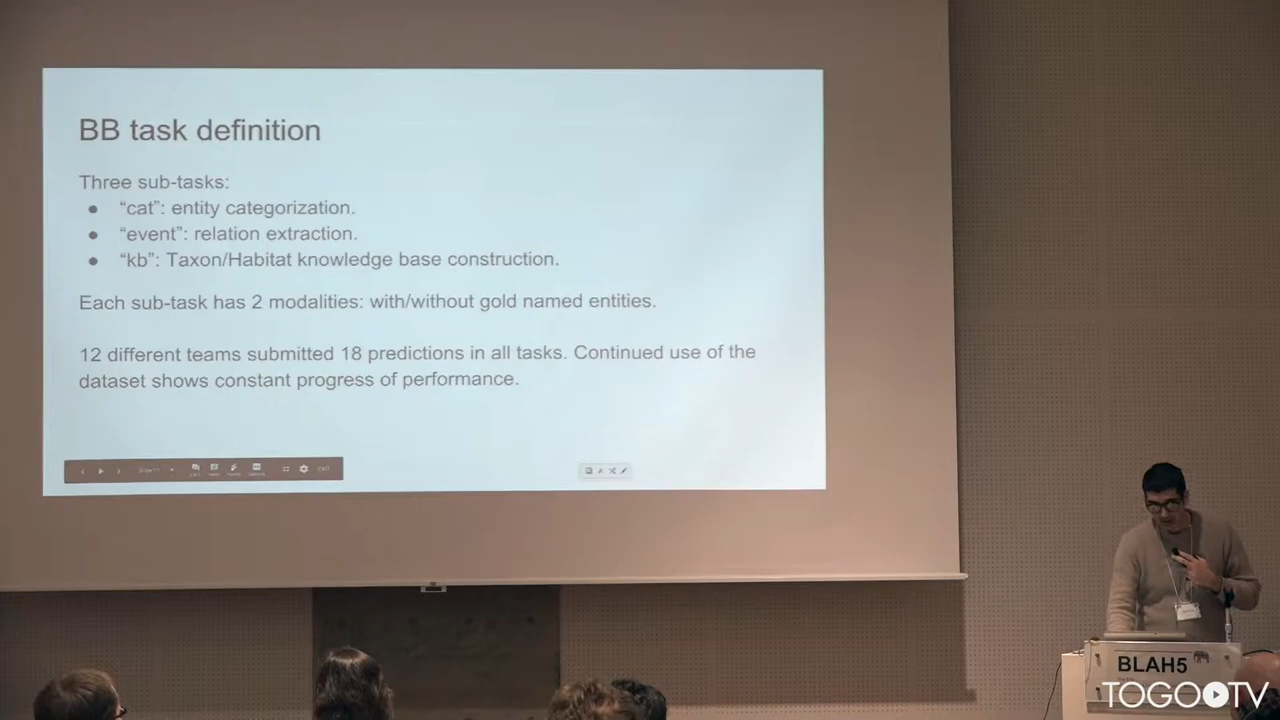 BB task definition
Three sub-tasks:
● “cat”: entity categorization.
● “event”: relation extraction.
● “kb”: Taxon/Habitat knowledge base construction.
Each sub-task has 2 modalities: with/without gold named entities.
12 different teams submitted 18 predictions in all tasks. Continued use of the
dataset shows constant progress of performance.
BLAH5
TOGOTV